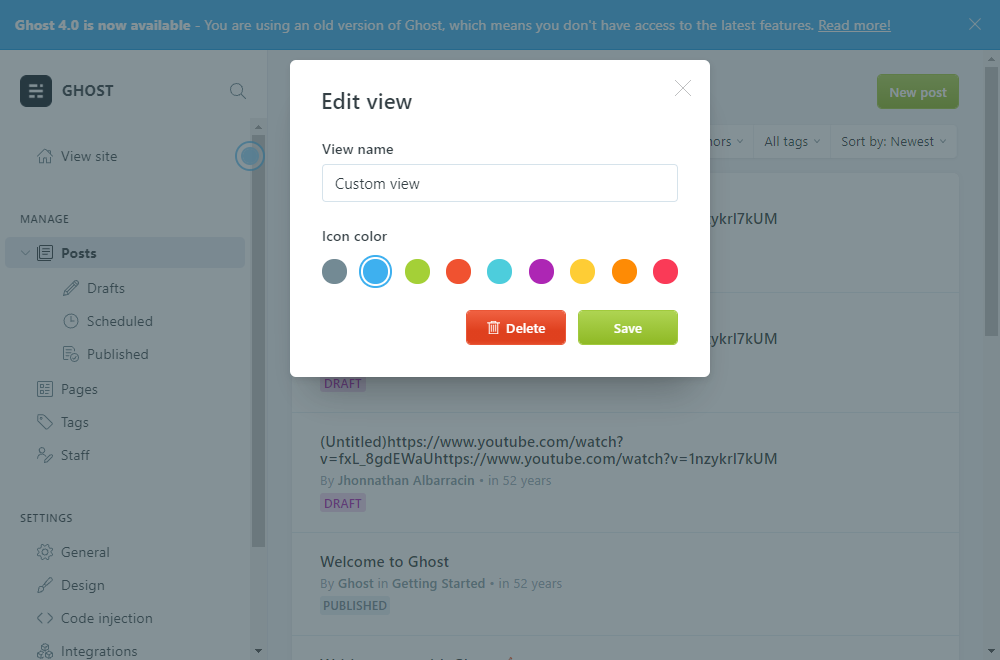 Ghost 4.0 is now available - You are using an old version of Ghost, which means you don't have access to the latest features. Read more!
GHOST
View site
MANAGE
Posts
Drafts
Scheduled
Published
Pages
Tags
Staff
SETTINGS
General
Design
Code injection
Integrations
New post
All tags
Sort by: Newest
Edit view
View name
Custom view
Icon color
Delete
Save
DRAFT
(Untitled)https://www.youtube.com/watch?
v=fxL_8gdEWaUhttps://www.youtube.com/watch?v=1nzykrI7kUM
By Jhonnathan Albarracin • in 52 years
DRAFT
Welcome to Ghost
By Ghost in Getting Started • in 52 years
PUBLISHED